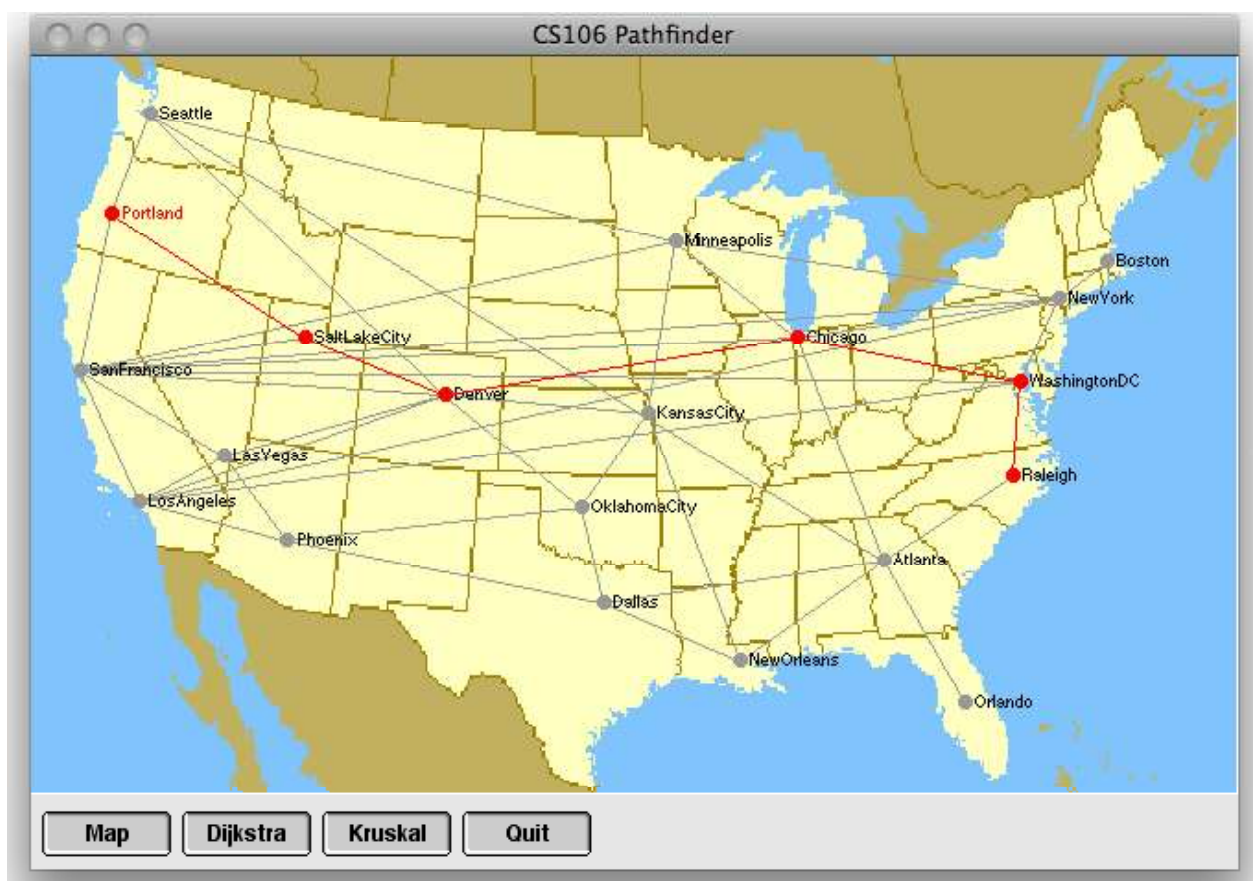 CS106 Pathfinder
Seattle
Portland
Minneapolis
Boston
NewYork
SaltLakeCity
Chicago
SanFrancisco
WashingtonDC
Denver
KansasCity
LasVegas
Raleigh
LosAngeles
OklahomaCity
Phoenix
Atlanta
Dallas
NewOrleans
Orlando
Map
Dijkstra
Kruskal
Quit